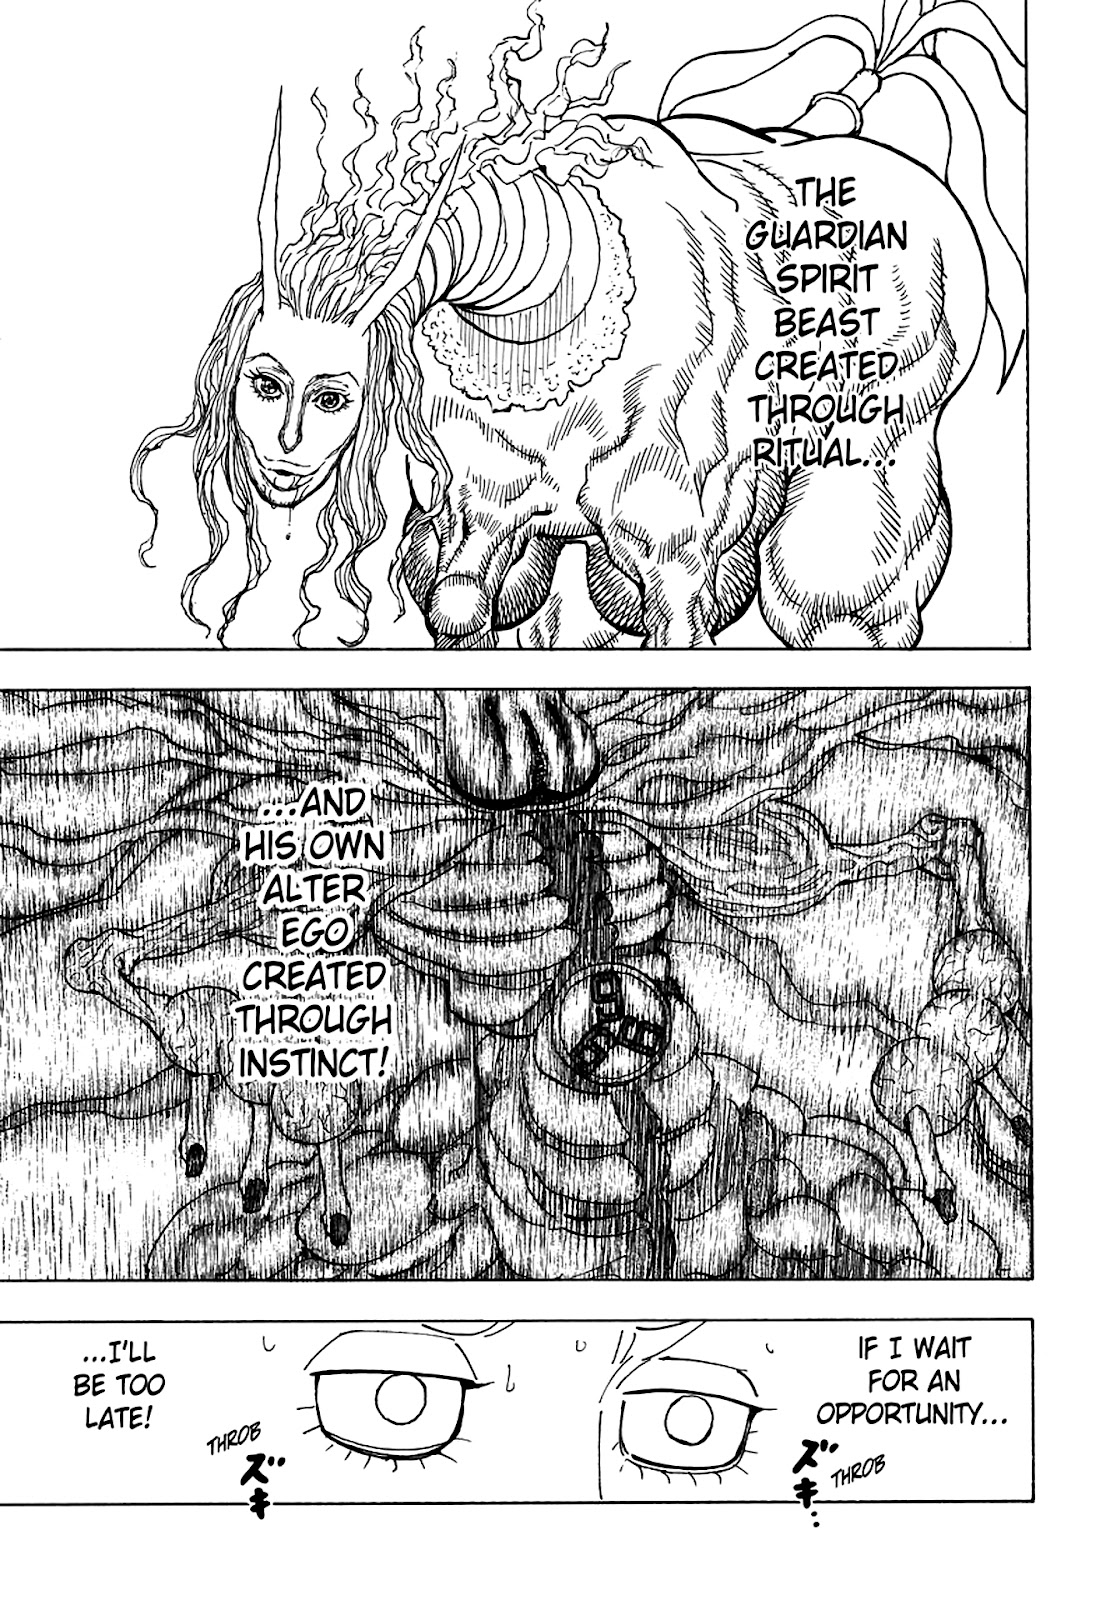 THE
GUARDIAN
SPIRIT
BEAST
CREATED
THROUGH
RITUAL...
...AND
HIS OWN
ALTER
EGO
CREATED
THROUGH
INSTINCT!
IF I WAIT
FOR AN
OPPORTUNITY...
THROB
ズキ...
...I'LL
BE TOO
LATE!
THROB
ズキ